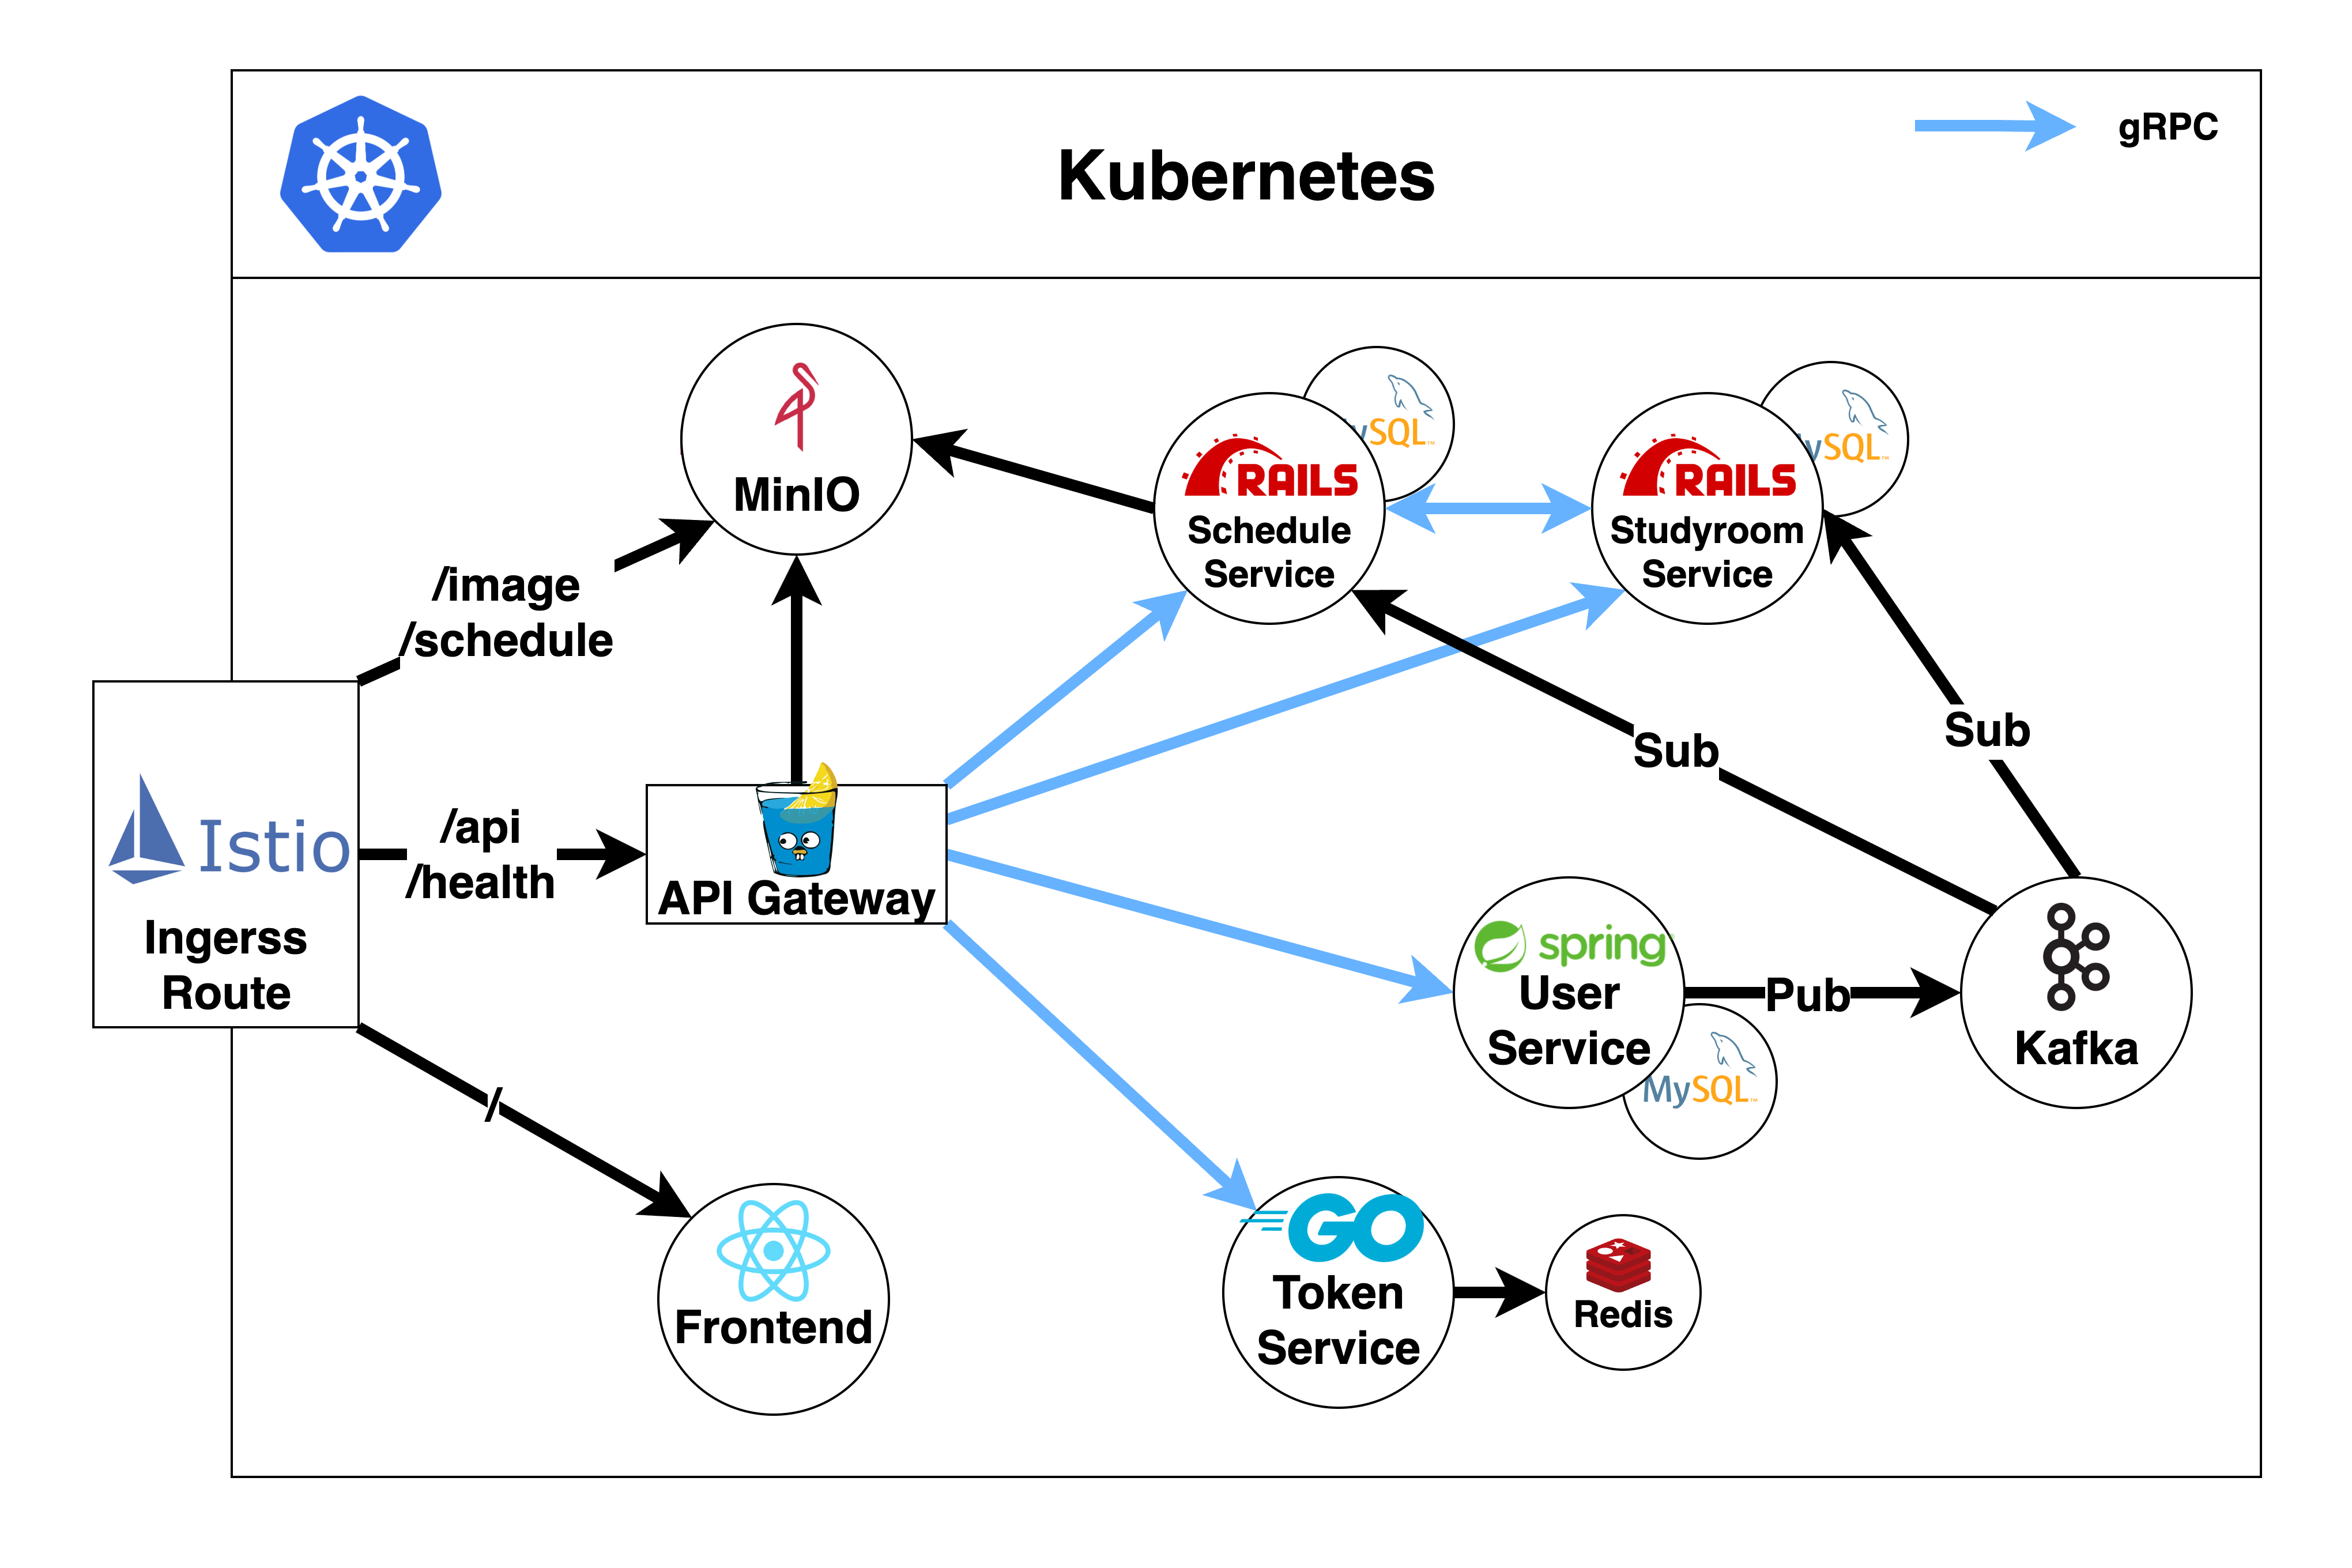 Kubernetes
gRPC
MinIO
RAILS
Schedule
Service
ySQL
RAILS
Studyroom
Service
ySQL
/image
/schedule
Sub
Sub
Istio
Ingerss
Route
/api
/health
API Gateway
spring
User
Service
MySQL
Pub
Kafka
/
Frontend
GO
Token
Service
Redis